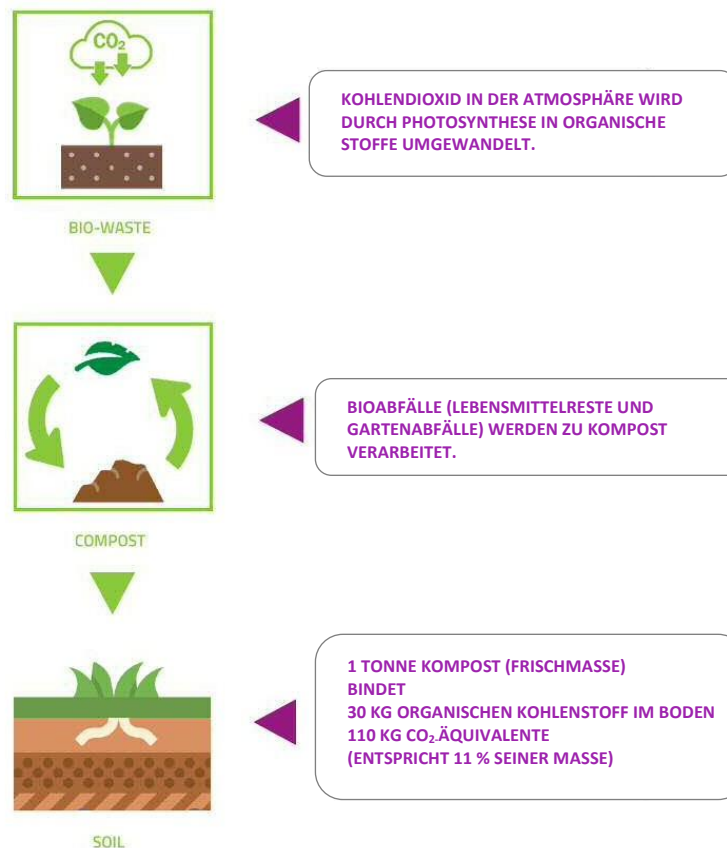 CO₂
KOHLENDIOXID IN DER ATMOSPHÄRE WIRD
DURCH PHOTOSYNTHESE IN ORGANISCHE
STOFFE UMGEWANDELT.
BIO-WASTE
BIOABFÄLLE (LEBENSMITTELRESTE UND
GARTENABFÄLLE) WERDEN ZU KOMPOST
VERARBEITET.
COMPOST
1 TONNE KOMPOST (FRISCHMASSE)
BINDET
30 KG ORGANISCHEN KOHLENSTOFF IM BODEN
110 KG CO₂-ÄQUIVALENTE
(ENTSPRICHT 11 % SEINER MASSE)
SOIL